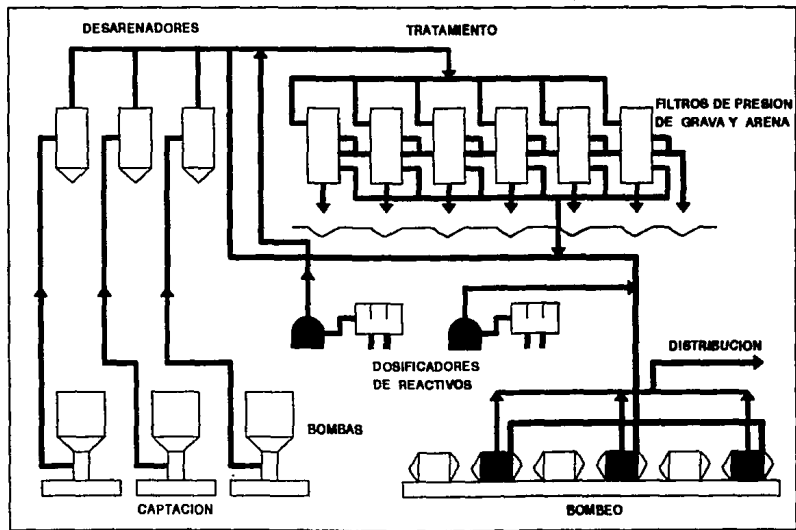 DESARENADORES
TRATAMIENTO
FILTROS DE PRESION
DE GRAVA Y ARENA
DISTRIBUCION
DOSIFICADORES
DE REACTIVOS
BOMBAS
CAPTACION
BOMBEO